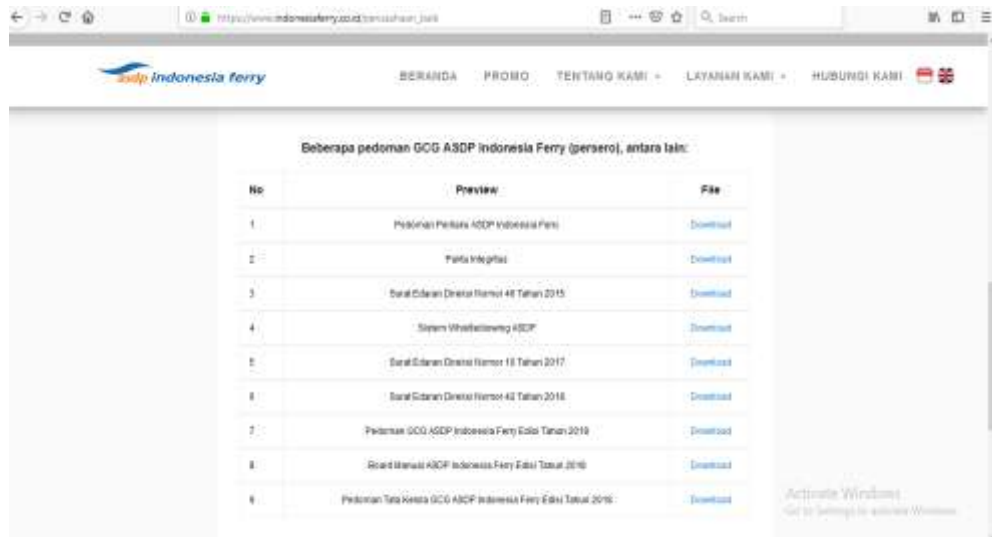 Search
asdp indonesia ferry
BERANDA PROMO TENTANG KAMI LAYANAN KAMI HUBUNGI KAMI
Beberapa pedoman GCG ASDP Indonesia Ferry (persero), antara lain:
No Preview File
1 Pedoman Perilaku ASDP Indonesia Ferry Download
2 Pakta Integritas Download
3 Surat Edaran Direksi Nomor 48 Tahun 2015 Download
4 Sistem Whistleblowing ASDP Download
5 Surat Edaran Direksi Nomor 10 Tahun 2017 Download
6 Surat Edaran Direksi Nomor 42 Tahun 2018 Download
7 Pedoman GCG ASDP Indonesia Ferry Edisi Tahun Download
8 Board Manual ASDP Indonesia Ferry Edisi Tahun Download
9 Pedoman Tata Kelola GCG ASDP Indonesia Ferry Edisi Tahun Download
Activate Windows
Go to Settings to activate Windows.